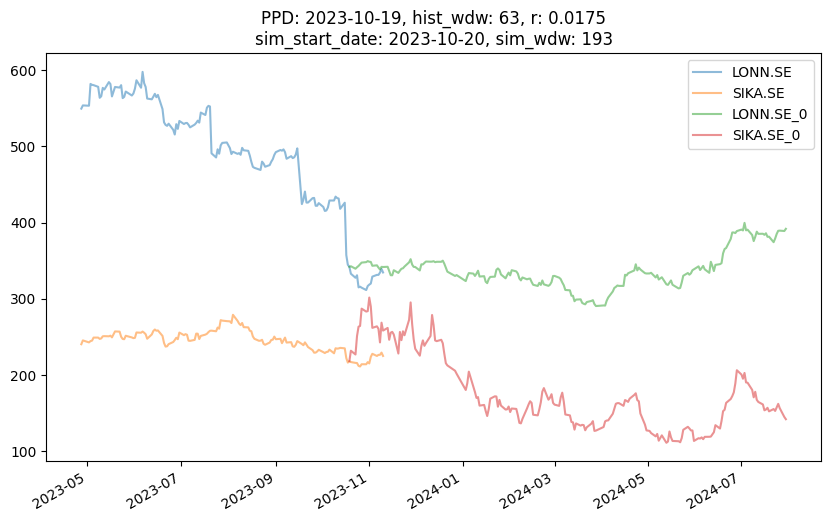 PPD: 2023-10-19, hist_wdw: 63, r: 0.0175
sim_start_date: 2023-10-20, sim_wdw: 193
LONN.SE
SIKA.SE
LONN.SE_0
SIKA.SE_0
600
500
400
300
200
100
2023-05
2023-07
2023-09
2023-11
2024-01
2024-03
2024-05
2024-07